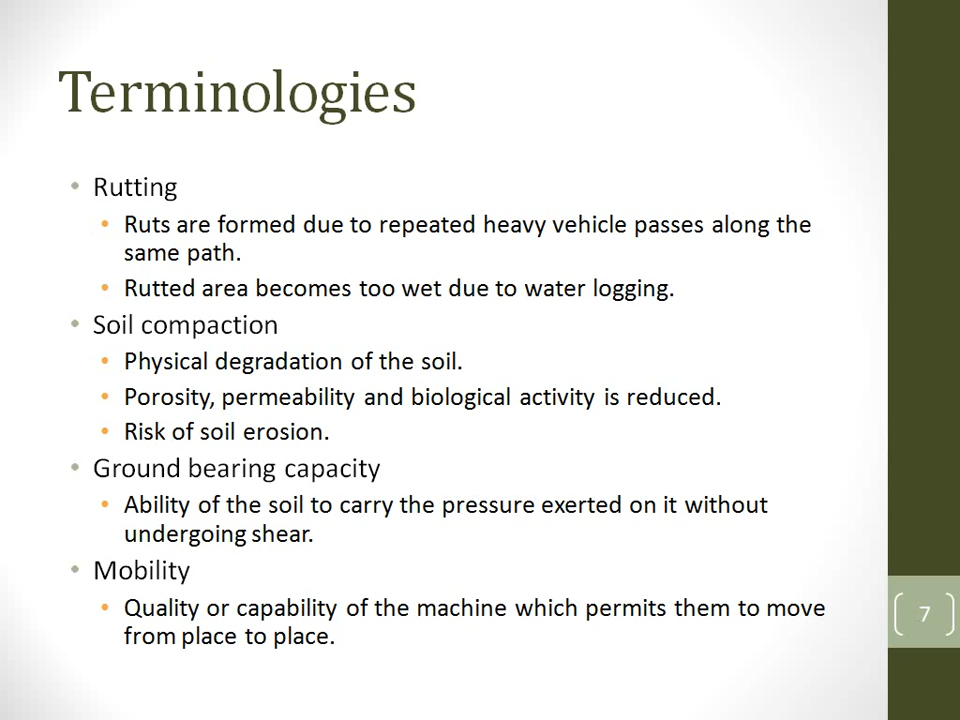 Terminologies
• Rutting
• Ruts are formed due to repeated heavy vehicle passes along the
same path.
• Rutted area becomes too wet due to water logging.
• Soil compaction
• Physical degradation of the soil.
• Porosity, permeability and biological activity is reduced.
• Risk of soil erosion.
• Ground bearing capacity
• Ability of the soil to carry the pressure exerted on it without
undergoing shear.
• Mobility
• Quality or capability of the machine which permits them to move
from place to place.
7